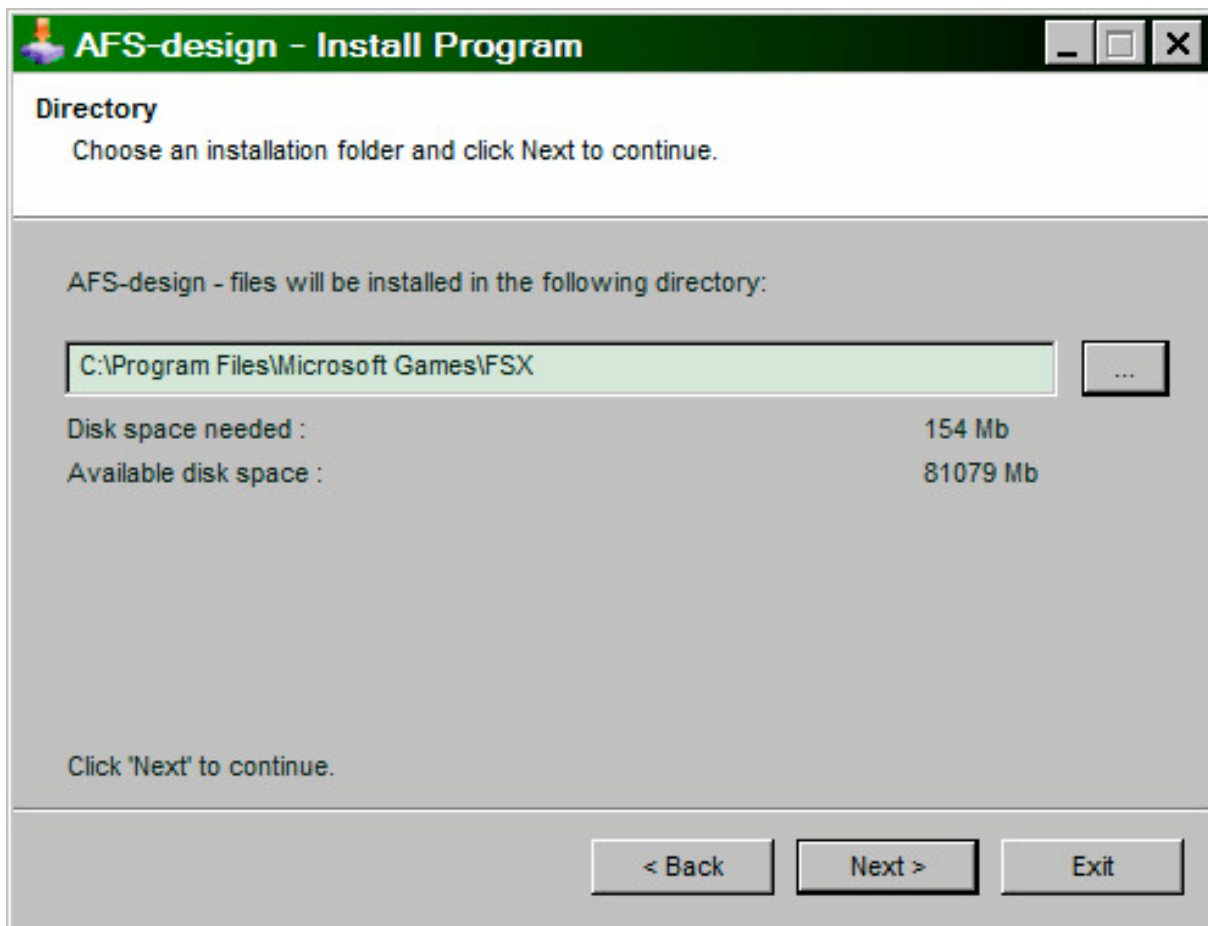 AFS-design - Install Program
Directory
Choose an installation folder and click Next to continue.
AFS-design - files will be installed in the following directory:
C:\Program Files\Microsoft Games\FSX
...
Disk space needed : 154 Mb
Available disk space : 81079 Mb
Click 'Next' to continue.
< Back Next > Exit